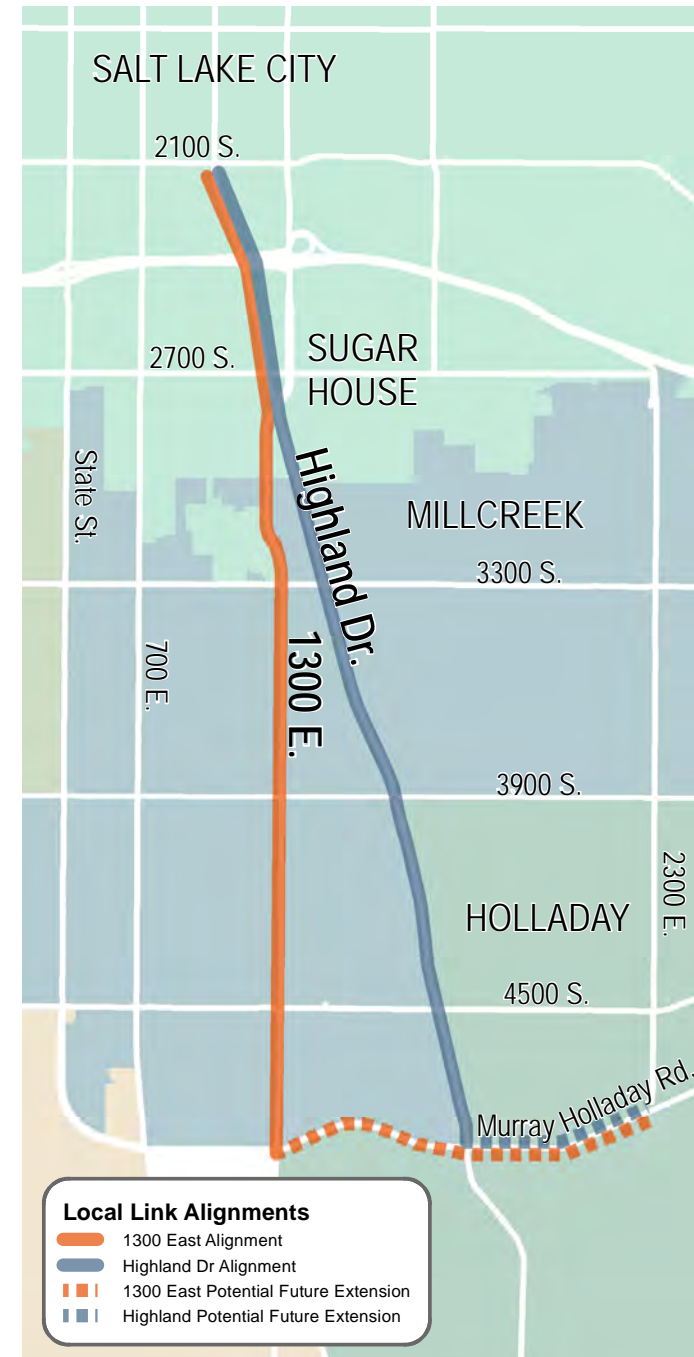 SALT LAKE CITY
2100 S.
2700 S.
SUGAR
HOUSE
State St.
Highland Dr.
MILLCREEK
3300 S.
700 E.
1300 E.
3900 S.
2300 E.
HOLLADAY
4500 S.
Murray Holladay Rd.
Local Link Alignments
1300 East Alignment
Highland Dr Alignment
1300 East Potential Future Extension
Highland Potential Future Extension